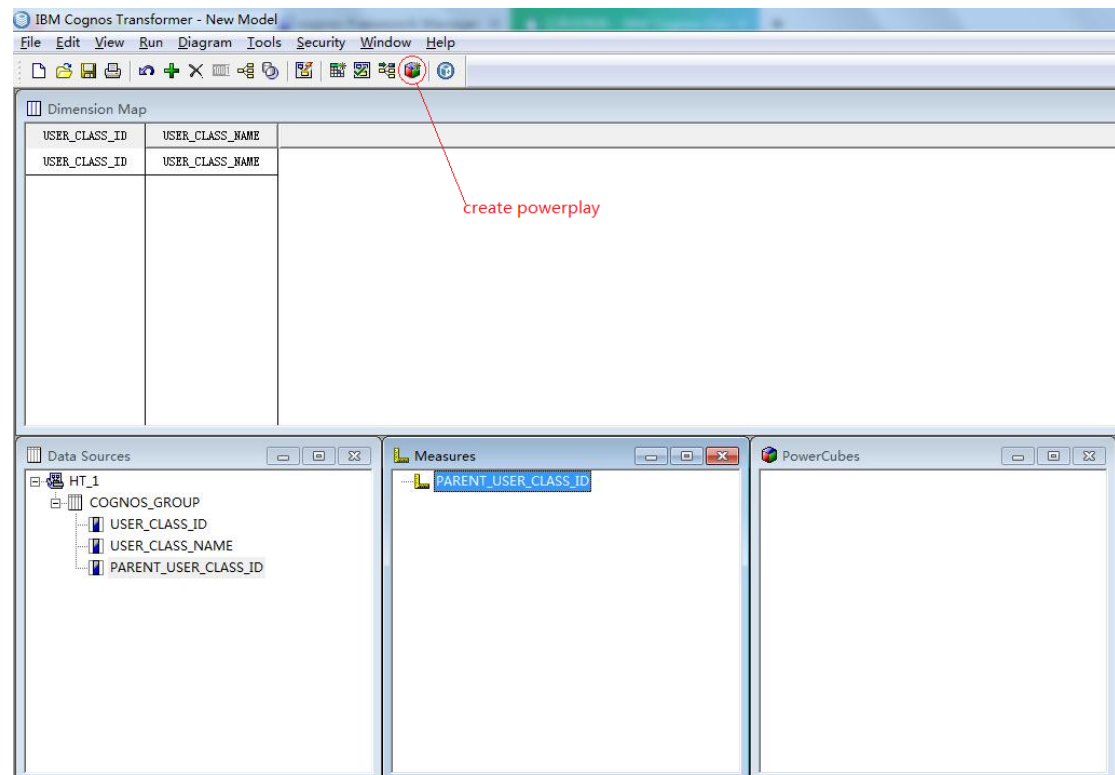 IBM Cognos Transformer - New Model
File Edit View Run Diagram Tools Security Window Help
Dimension Map
USER_CLASS_ID USER_CLASS_NAME
USER_CLASS_ID USER_CLASS_NAME
create powerplay
Data Sources
HT_1
COGNOS_GROUP
USER_CLASS_ID
USER_CLASS_NAME
PARENT_USER_CLASS_ID
Measures
PARENT_USER_CLASS_ID
PowerCubes